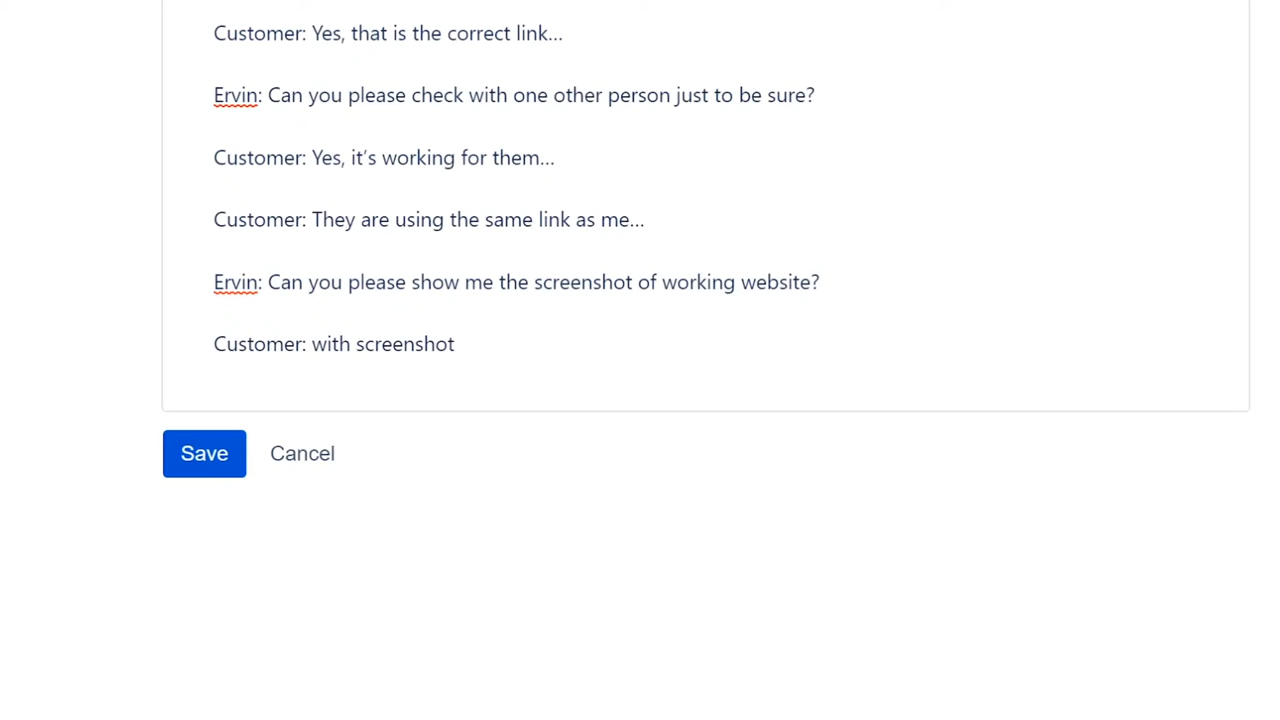 Customer: Yes, that is the correct link...
Ervin: Can you please check with one other person just to be sure?
Customer: Yes, it’s working for them...
Customer: They are using the same link as me...
Ervin: Can you please show me the screenshot of working website?
Customer: with screenshot
Save Cancel